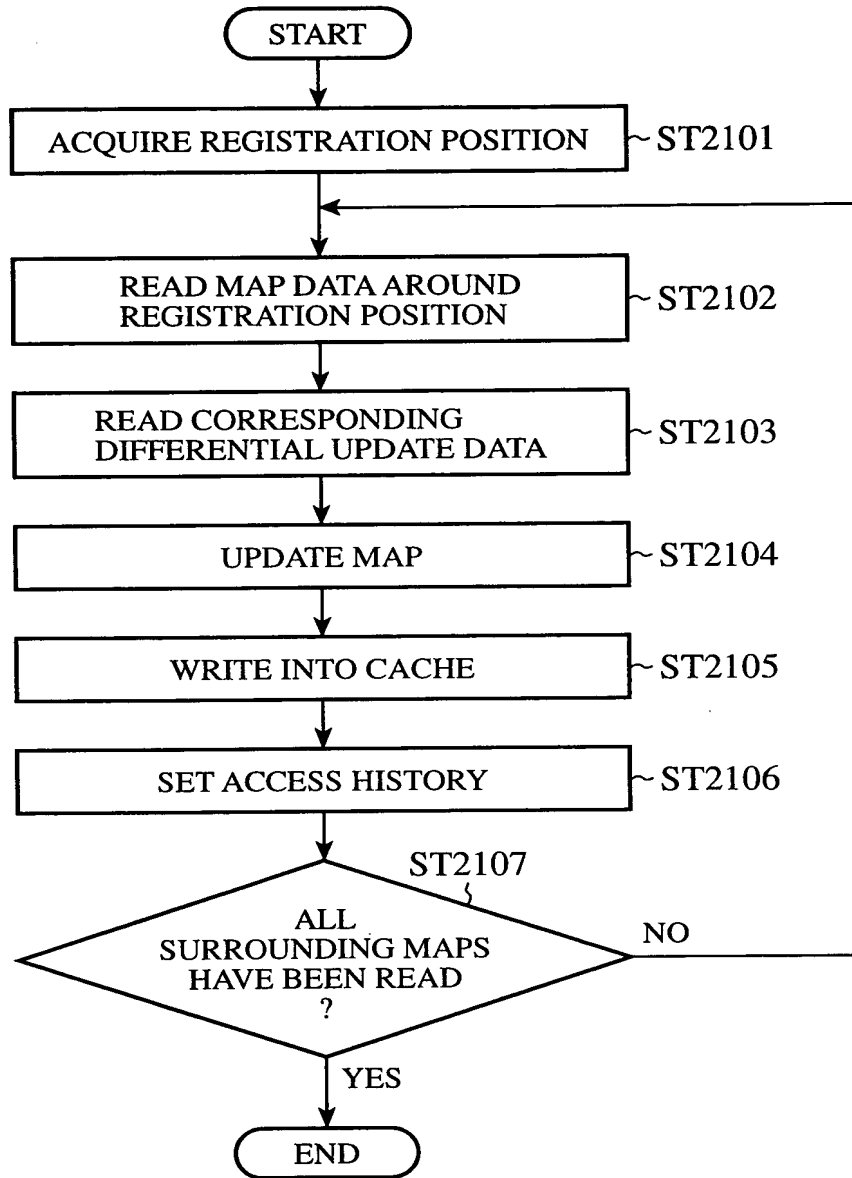 START
ACQUIRE REGISTRATION POSITION
ST2101
READ MAP DATA AROUND
REGISTRATION POSITION
ST2102
READ CORRESPONDING
DIFFERENTIAL UPDATE DATA
ST2103
UPDATE MAP
ST2104
WRITE INTO CACHE
ST2105
SET ACCESS HISTORY
ST2106
ST2107
ALL
SURROUNDING MAPS
HAVE BEEN READ
?
NO
YES
END